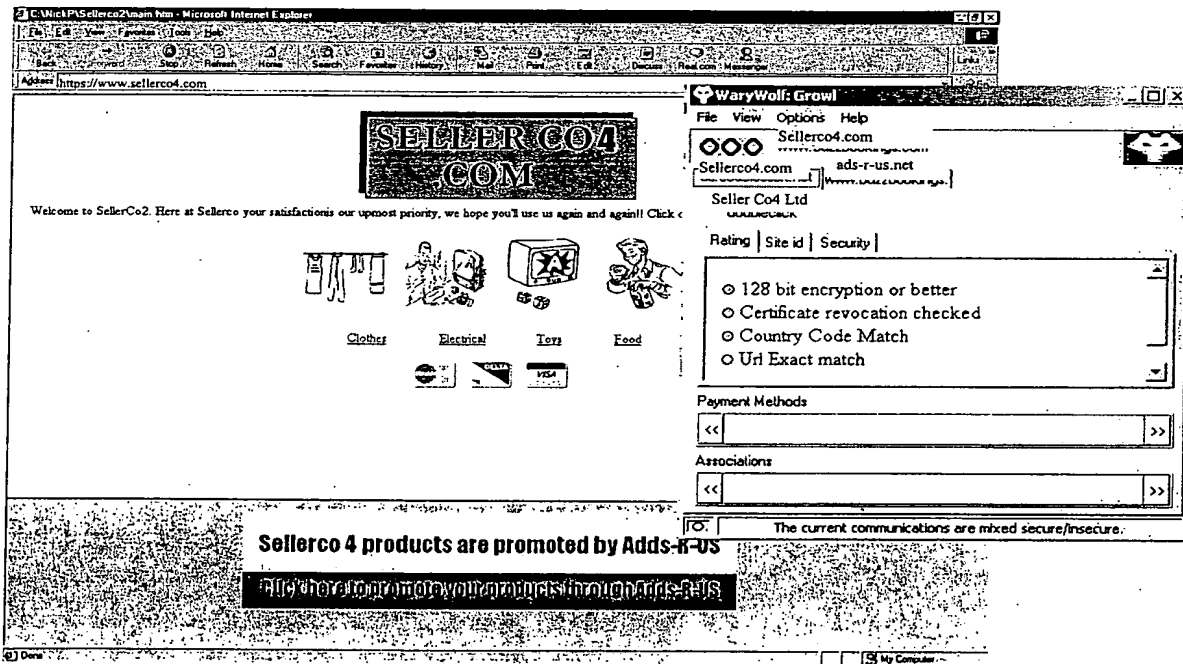 C:\NickP\Sellerco2\main.htm - Microsoft Internet Explorer
File Edit View Favorites Tools Help
Back Forward Stop Refresh Home Search Favorites History Mail Print Edit Discuss Real.com Messenger
Links
Address https://www.sellerco4.com
SELLER CO4
.COM
Welcome to SellerCo2. Here at Sellerco your satisfactionis our upmost priority, we hope you'll use us again and again!! Click
Clothes Electrical Toys Food
DELTA VISA
Sellerco 4 products are promoted by Adds-R-US
Click here to promote your products through Adds-R-US
Done
My Computer
WaryWolf: Growl
File View Options Help
Sellerco4.com
Sellerco4.com ads-r-us.net
www.buzzbookings.
Seller Co4 Ltd
doubleclick
Rating Site id Security
128 bit encryption or better
Certificate revocation checked
Country Code Match
Url Exact match
Payment Methods
<< >>
Associations
<< >>
The current communications are mixed secure/insecure.